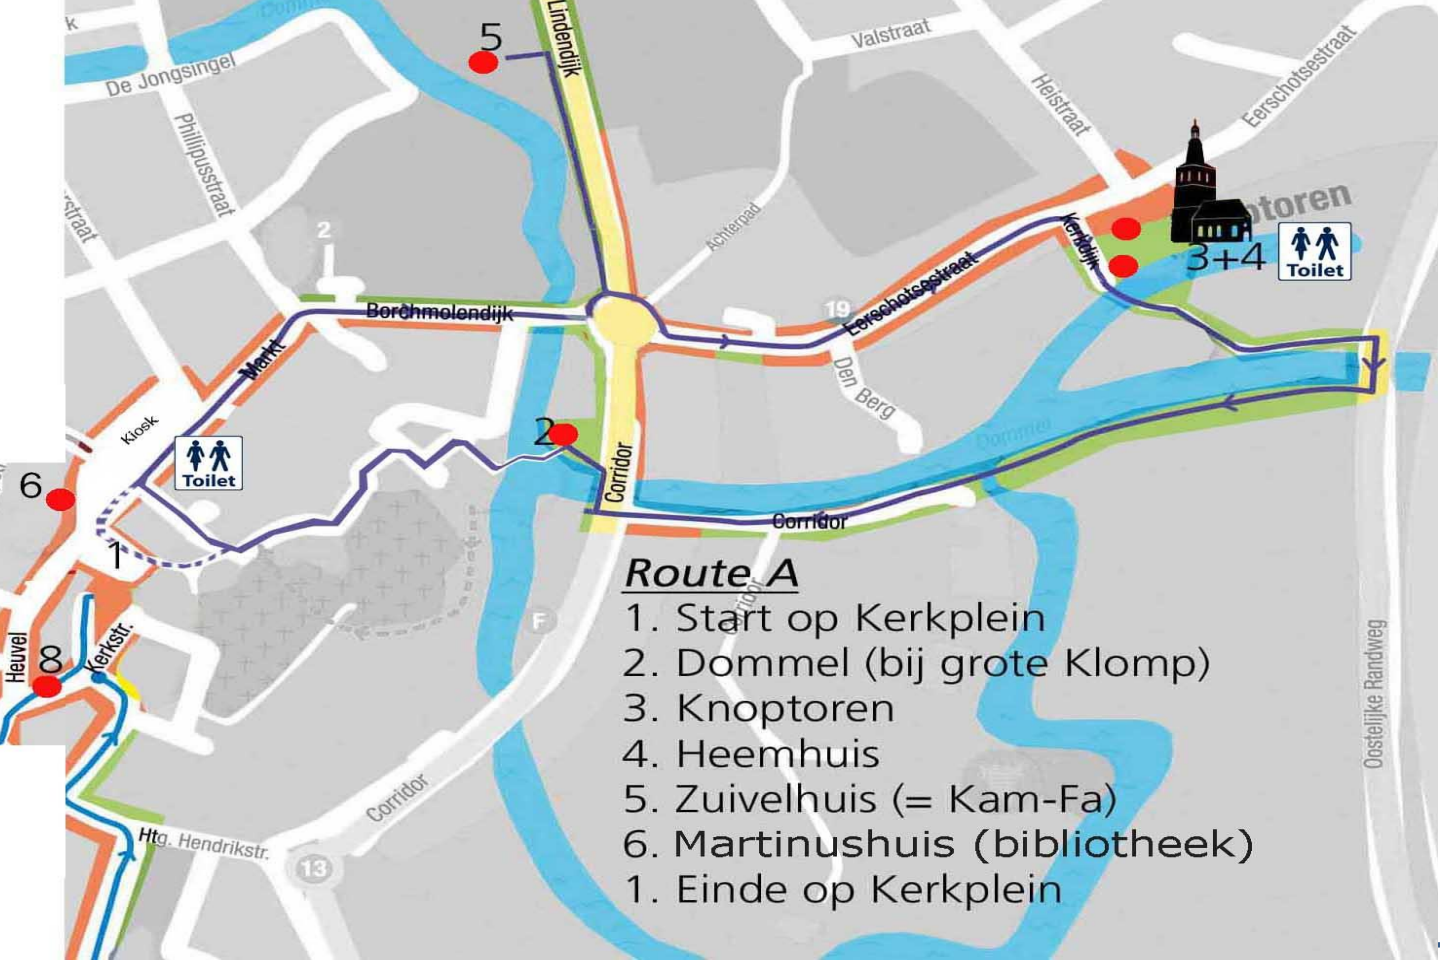 5
Lindendijk
Valstraat
Heistraat
Eerschotsestraat
De Jongsingel
Phillipusstraat
rstraat
k
2
Achterpad
Kerkdijk
ptoren
3+4
Toilet
Borchmolendijk
19
Eerschotsestraat
Markt
Den Berg
Kiosk
Toilet
2
Corridor
Dommel
6
1
Corridor
Route A
1. Start op Kerkplein
2. Dommel (bij grote Klomp)
3. Knoptoren
4. Heemhuis
5. Zuivelhuis (= Kam-Fa)
6. Martinushuis (bibliotheek)
1. Einde op Kerkplein
Corridor
F
Heuvel
8
Kerkstr.
Oostelijke Randweg
Corridor
Htg. Hendrikstr.
13